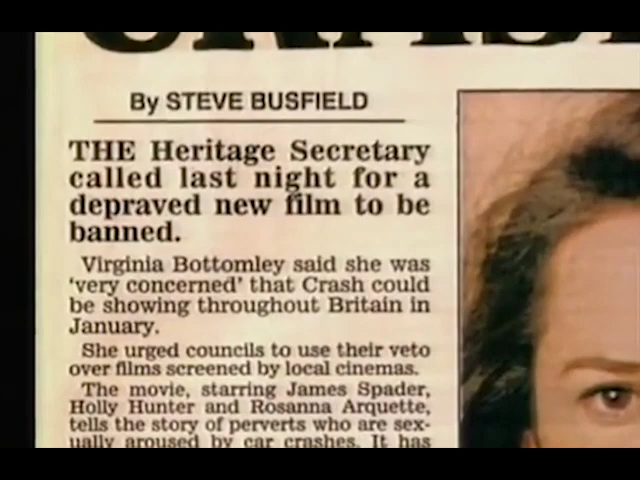 By STEVE BUSFIELD
THE Heritage Secretary
called last night for a
depraved new film to be
banned.
Virginia Bottomley said she was
'very concerned' that Crash could
be showing throughout Britain in
January.
She urged councils to use their veto
over films screened by local cinemas.
The movie, starring James Spader,
Holly Hunter and Rosanna Arquette,
tells the story of perverts who are sex-
ually aroused by car crashes. It has